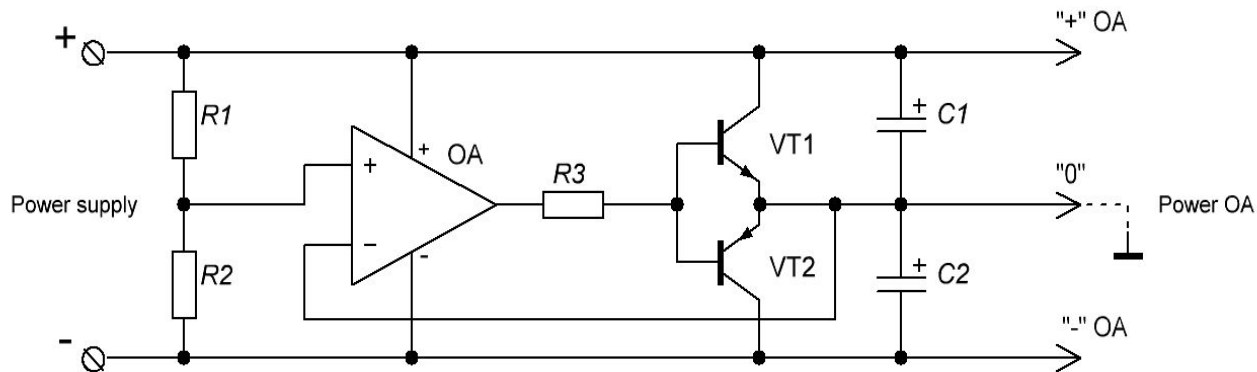 +
"+" OA
R1
+
OA
+
R3
VT1
+
C1
Power supply
"0"
Power OA
−
R2
-
VT2
+
C2
-
"-" OA